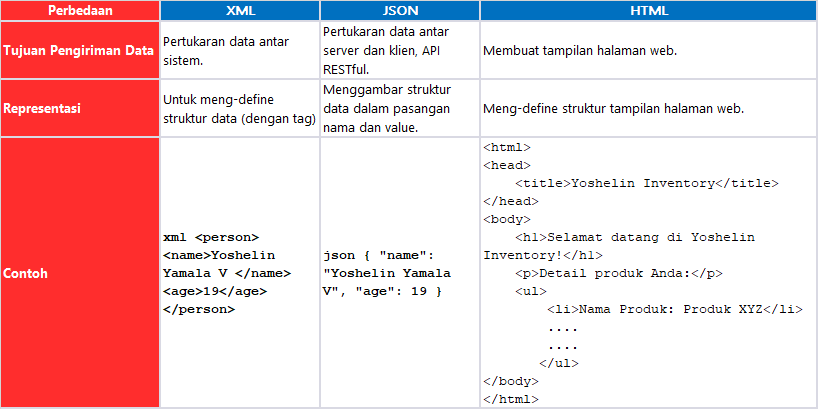 Perbedaan XML JSON HTML
Tujuan Pengiriman Data
Pertukaran data antar
sistem.
Pertukaran data antar
server dan klien, API
RESTful.
Membuat tampilan halaman web.
Representasi
Untuk meng-define
struktur data (dengan tag)
Menggambar struktur
data dalam pasangan
nama dan value.
Meng-define struktur tampilan halaman web.
Contoh
xml <person>
<name>Yoshelin
Yamala V </name>
<age>19</age>
</person>
json { "name":
"Yoshelin Yamala
V", "age": 19 }
<html>
<head>
<title>Yoshelin Inventory</title>
</head>
<body>
<h1>Selamat datang di Yoshelin
Inventory!</h1>
<p>Detail produk Anda:</p>
<ul>
<li>Nama Produk: Produk XYZ</li>
....
....
</ul>
</body>
</html>